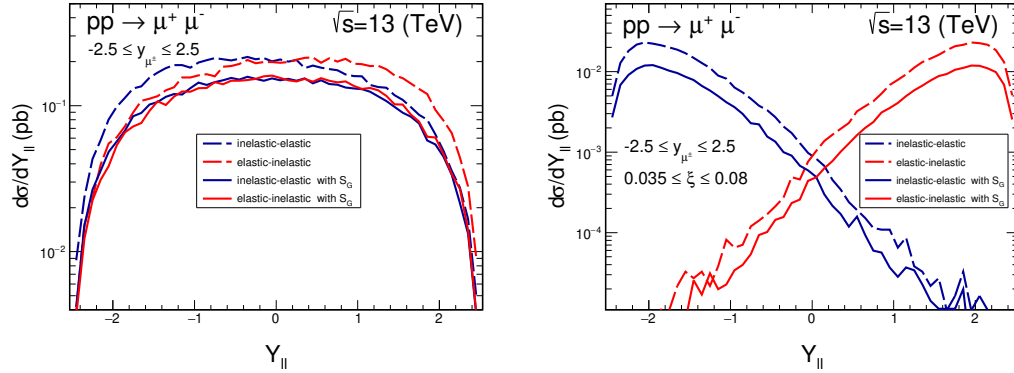 pp → μ⁺ μ⁻
√s=13 (TeV)
-2.5 ≤ y_μ± ≤ 2.5
dσ/dY_ll (pb)
10⁻¹
10⁻²
inelastic-elastic
elastic-inelastic
inelastic-elastic with S_G
elastic-inelastic with S_G
−2 −1 0 1 2
Y_ll
pp → μ⁺ μ⁻
√s=13 (TeV)
dσ/dY_ll (pb)
10⁻²
10⁻³
10⁻⁴
-2.5 ≤ y_μ± ≤ 2.5
0.035 ≤ ξ ≤ 0.08
inelastic-elastic
elastic-inelastic
inelastic-elastic with S_G
elastic-inelastic with S_G
−2 −1 0 1 2
Y_ll